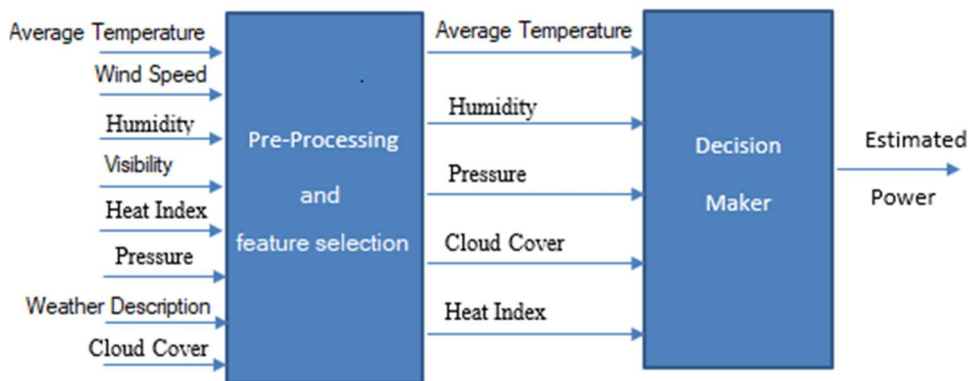 Average Temperature
Wind Speed
Humidity
Visibility
Heat Index
Pressure
Weather Description
Cloud Cover
Pre-Processing
and
feature selection
Average Temperature
Humidity
Pressure
Cloud Cover
Heat Index
Decision
Maker
Estimated
Power